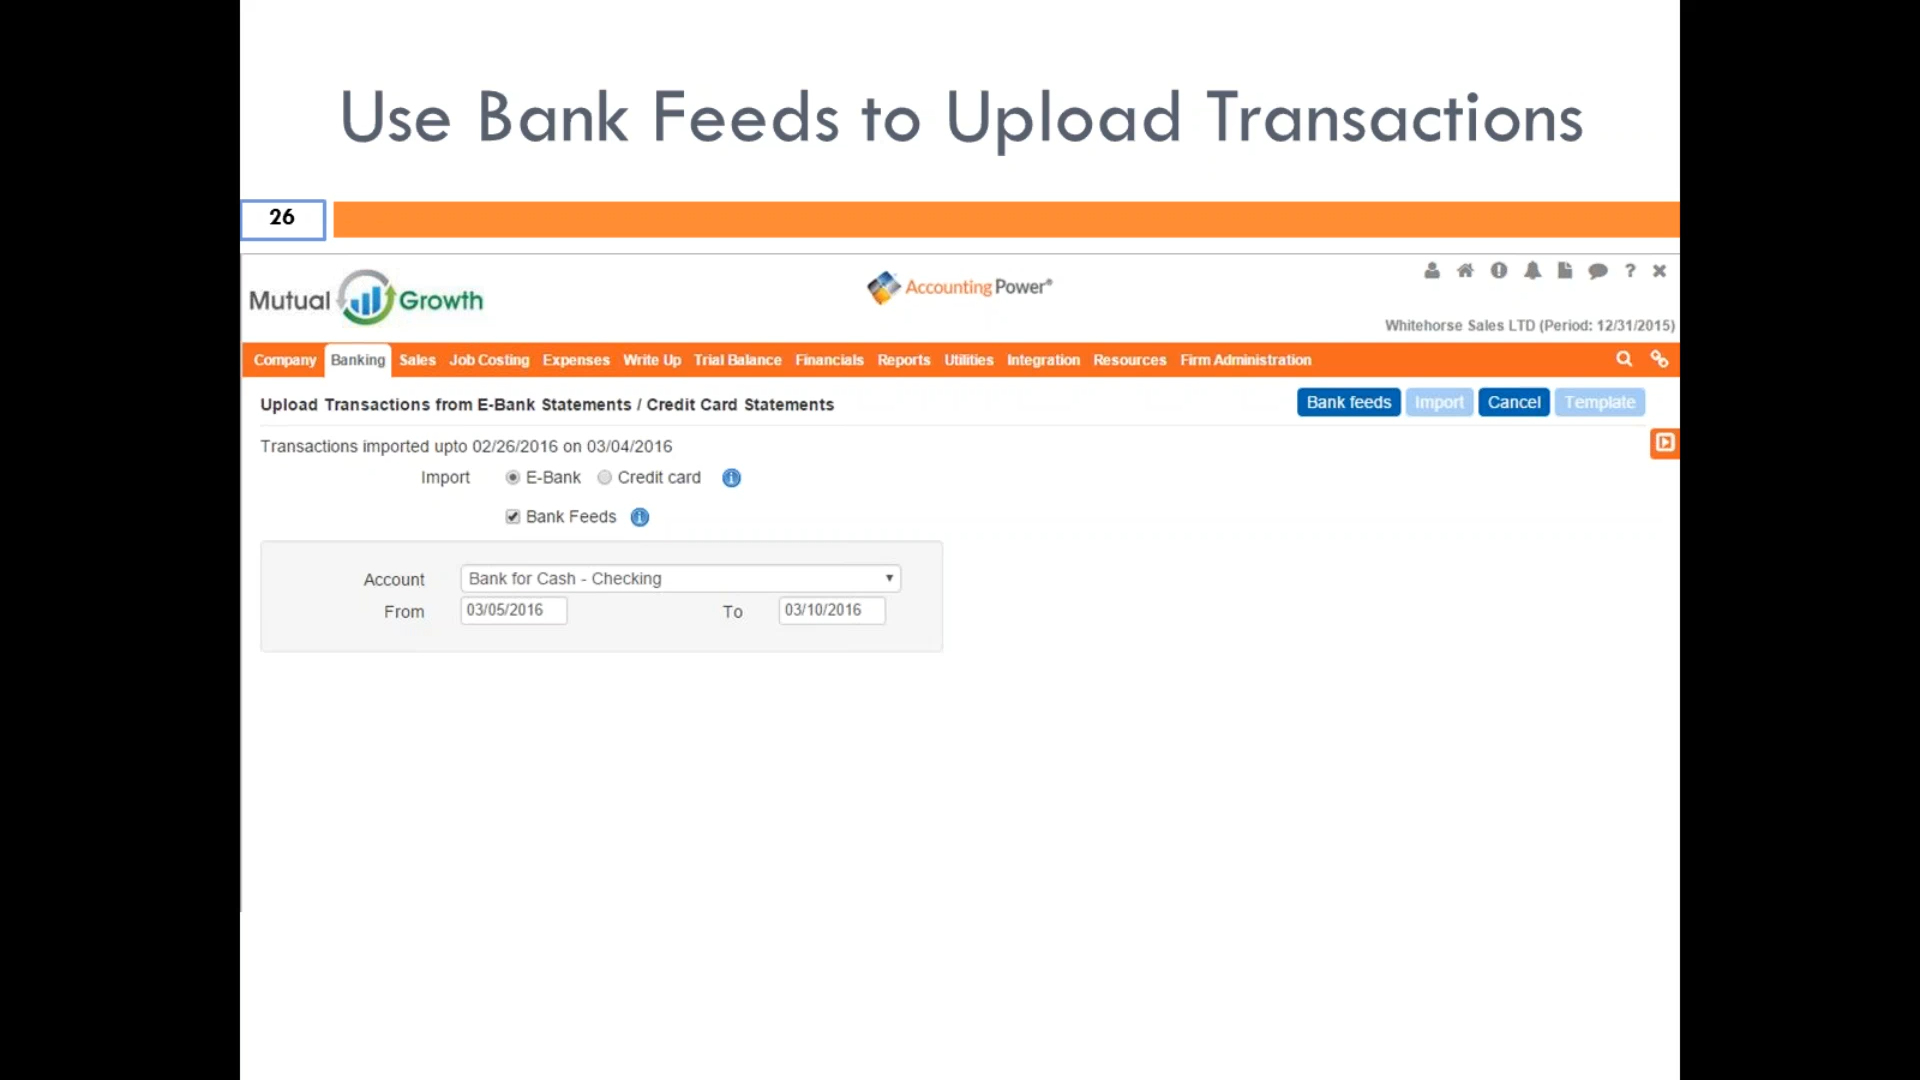 Use Bank Feeds to Upload Transactions
26
Mutual Growth
AccountingPower®
?
Whitehorse Sales LTD (Period: 12/31/2015)
Company Banking Sales Job Costing Expenses Write Up Trial Balance Financials Reports Utilities Integration Resources Firm Administration
Upload Transactions from E-Bank Statements / Credit Card Statements
Bank feeds Import Cancel Template
Transactions imported upto 02/26/2016 on 03/04/2016
Import E-Bank Credit card
Bank Feeds
Account Bank for Cash - Checking
From 03/05/2016 To 03/10/2016